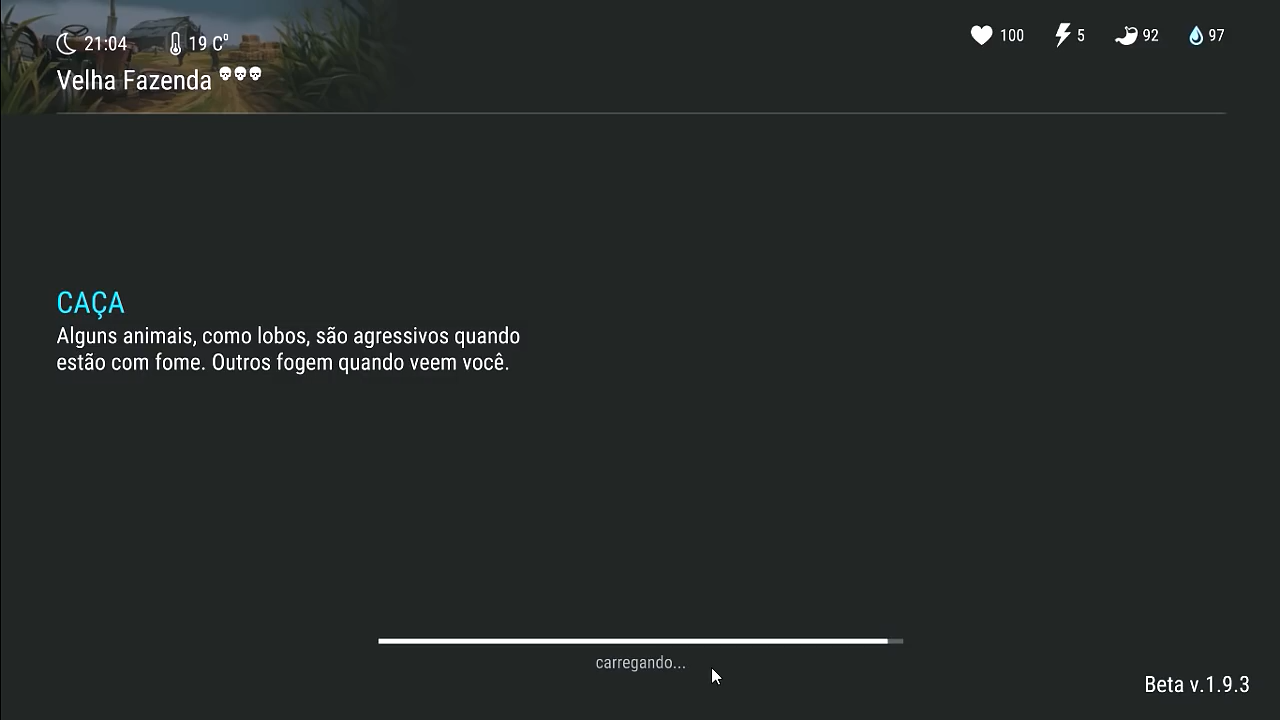 21:04 19 C°
100 5 92 97
Velha Fazenda
CAÇA
Alguns animais, como lobos, são agressivos quando
estão com fome. Outros fogem quando veem você.
carregando...
Beta v.1.9.3